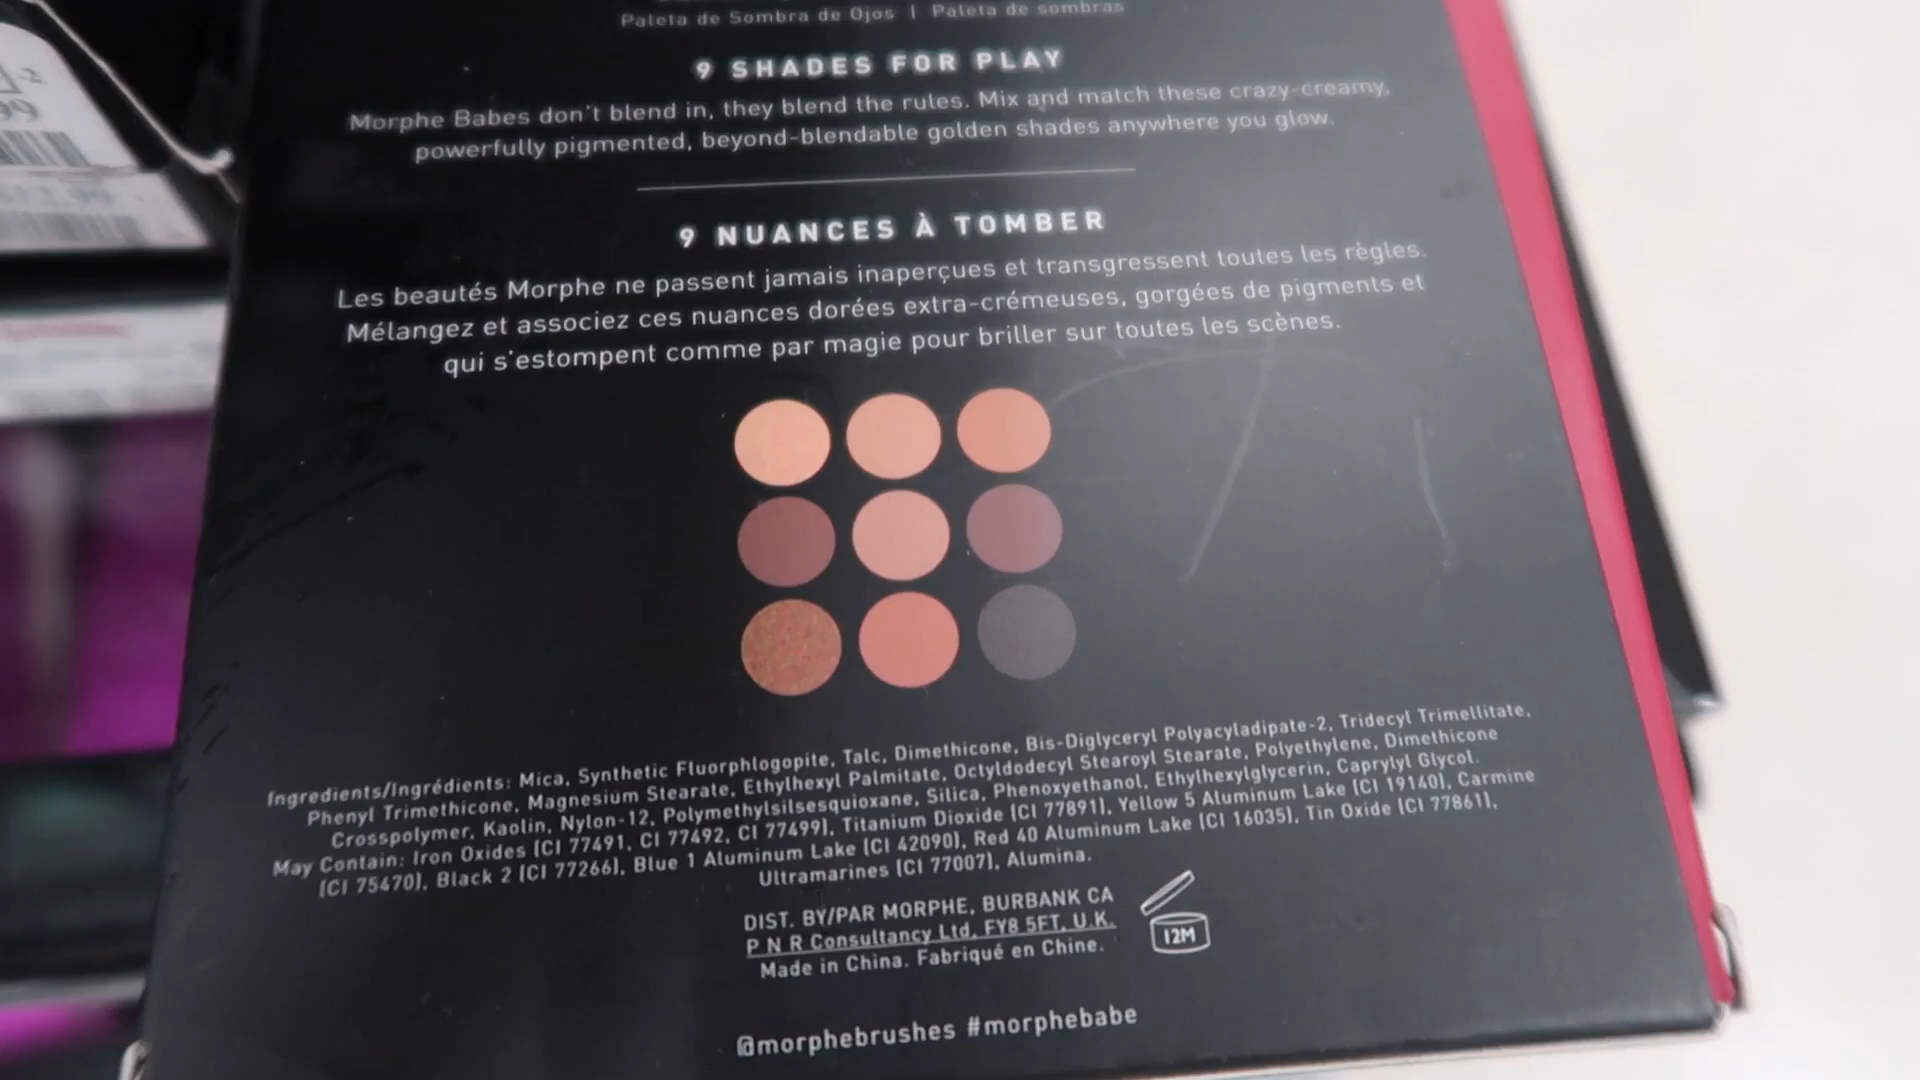 Paleta de Sombra de Ojos | Paleta de sombras
9 SHADES FOR PLAY
Morphe Babes don't blend in, they blend the rules. Mix and match these crazy-creamy,
powerfully pigmented, beyond-blendable golden shades anywhere you glow.
9 NUANCES À TOMBER
Les beautés Morphe ne passent jamais inaperçues et transgressent toutes les règles.
Mélangez et associez ces nuances dorées extra-crémeuses, gorgées de pigments et
qui s'estompent comme par magie pour briller sur toutes les scènes.
Ingredients/Ingrédients: Mica, Synthetic Fluorphlogopite, Talc, Dimethicone, Bis-Diglyceryl Polyacyladipate-2, Tridecyl Trimellitate,
Phenyl Trimethicone, Magnesium Stearate, Ethylhexyl Palmitate, Octyldodecyl Stearoyl Stearate, Polyethylene, Dimethicone
Crosspolymer, Kaolin, Nylon-12, Polymethylsilsesquioxane, Silica, Phenoxyethanol, Ethylhexylglycerin, Caprylyl Glycol.
May Contain: Iron Oxides (CI 77491, CI 77492, CI 77499), Titanium Dioxide (CI 77891), Yellow 5 Aluminum Lake (CI 19140), Carmine
(CI 75470), Black 2 (CI 77266), Blue 1 Aluminum Lake (CI 42090), Red 40 Aluminum Lake (CI 16035), Tin Oxide (CI 77861),
Ultramarines (CI 77007), Alumina.
DIST. BY/PAR MORPHE, BURBANK CA
P N R Consultancy Ltd, FY8 5FT, U.K.
Made in China. Fabriqué en Chine.
12M
@morphebrushes #morphebabe